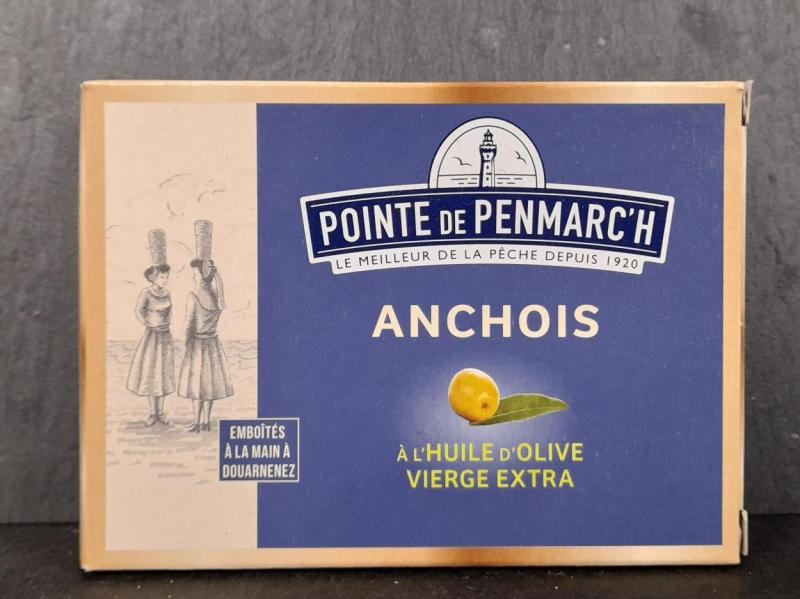 POINTE DE PENMARC'H
LE MEILLEUR DE LA PÊCHE DEPUIS 1920
ANCHOIS
À L'HUILE D'OLIVE
VIERGE EXTRA
EMBOÎTÉS
À LA MAIN À
DOUARNENEZ